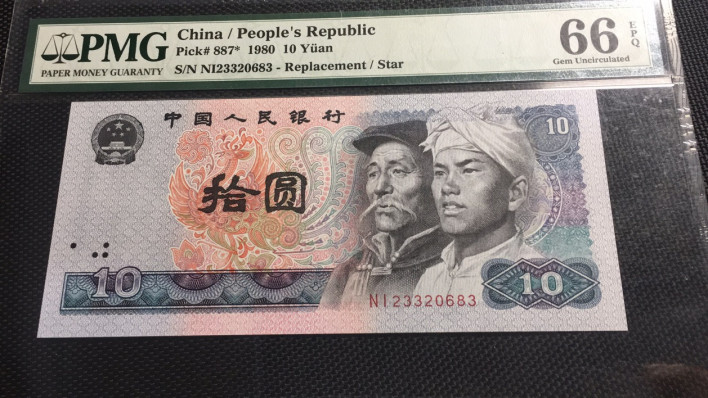 PMG
PAPER MONEY GUARANTY
China / People's Republic
Pick# 887* 1980 10 Yüan
S/N NI23320683 - Replacement / Star
66 EPQ
Gem Uncirculated
中国人民银行
10
拾圆
10
NI23320683
10